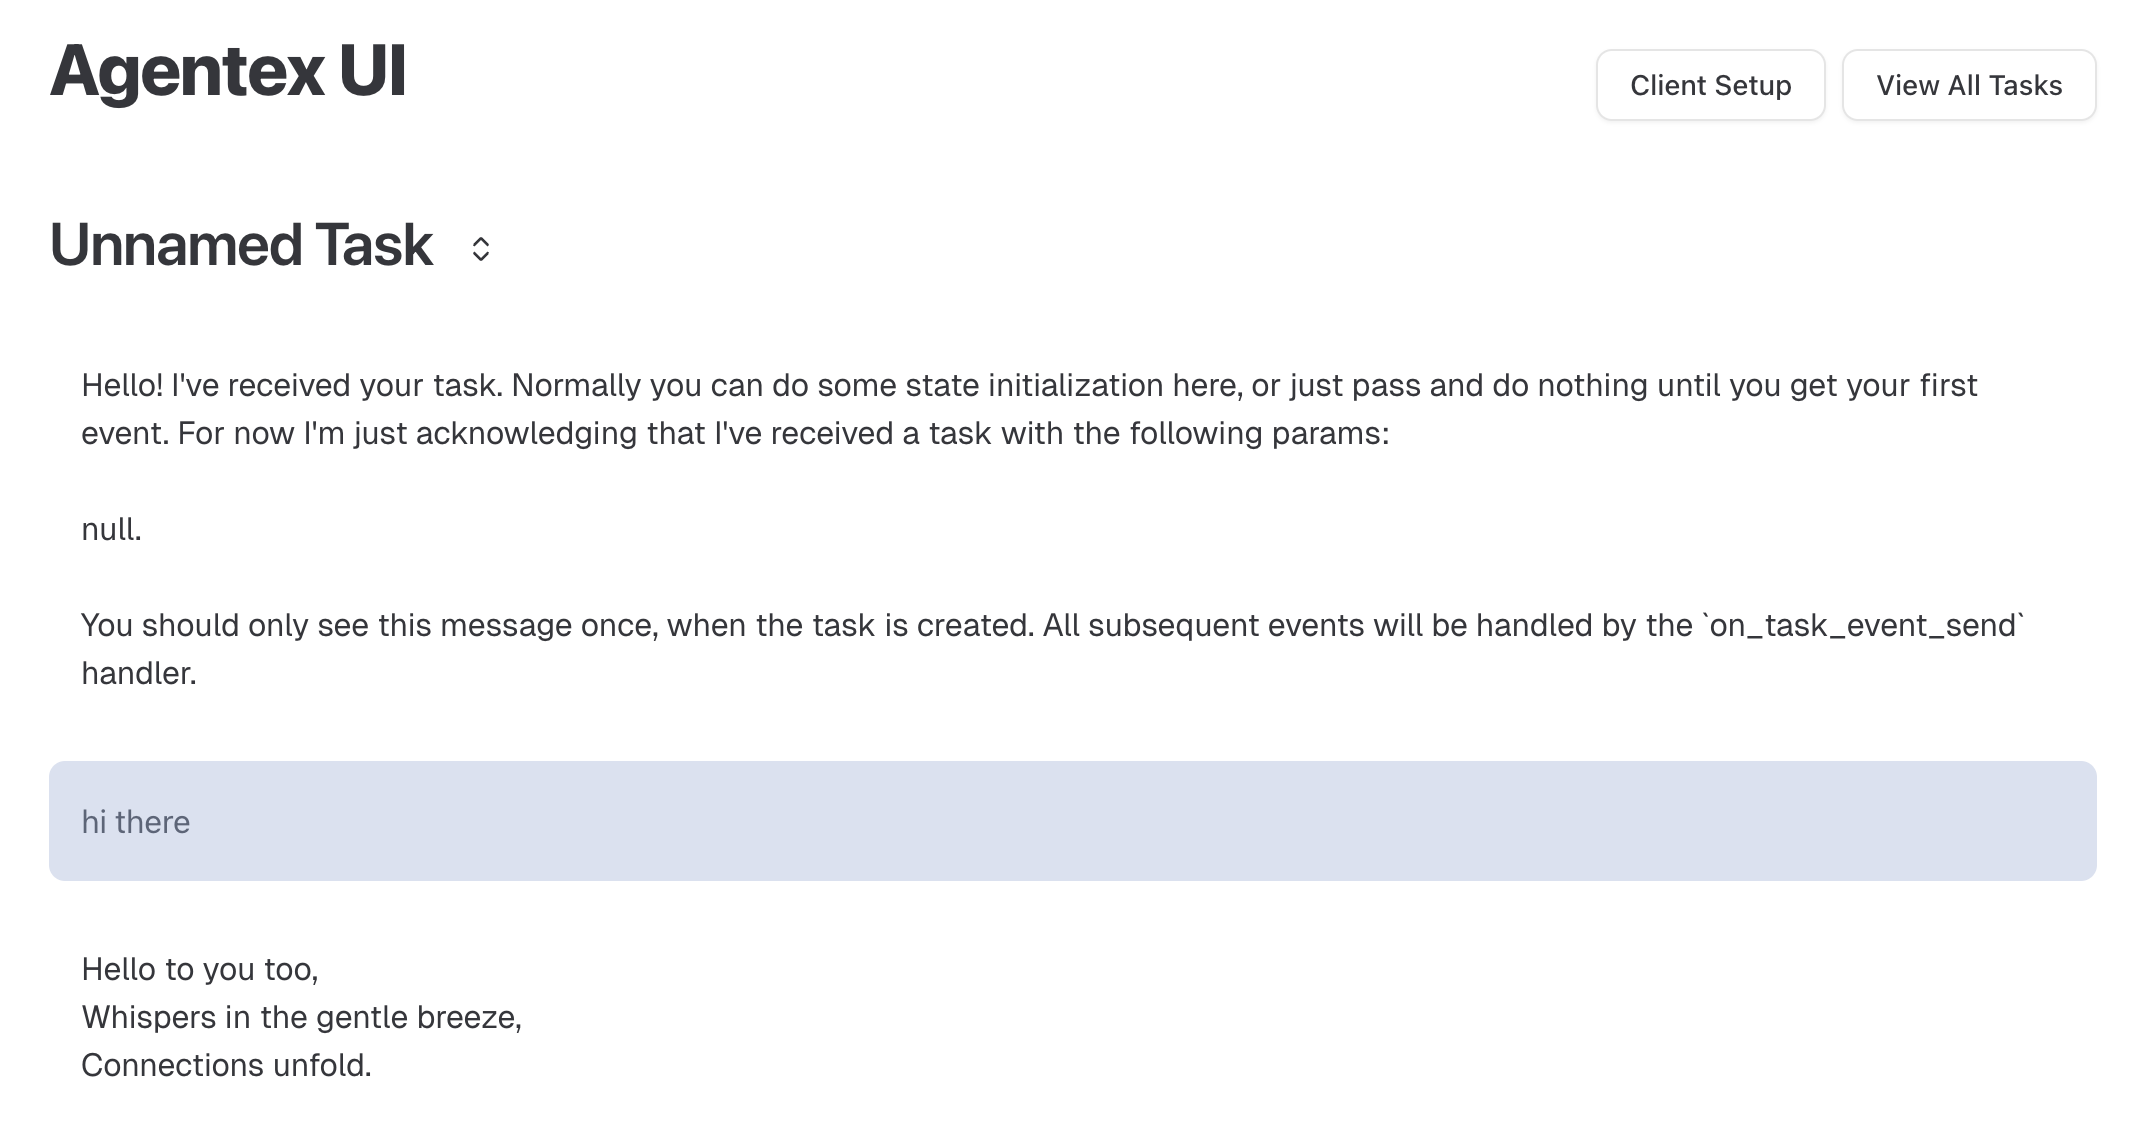 Agentex UI
Client Setup
View All Tasks
Unnamed Task
Hello! I've received your task. Normally you can do some state initialization here, or just pass and do nothing until you get your first
event. For now I'm just acknowledging that I've received a task with the following params:
null.
You should only see this message once, when the task is created. All subsequent events will be handled by the `on_task_event_send`
handler.
hi there
Hello to you too,
Whispers in the gentle breeze,
Connections unfold.